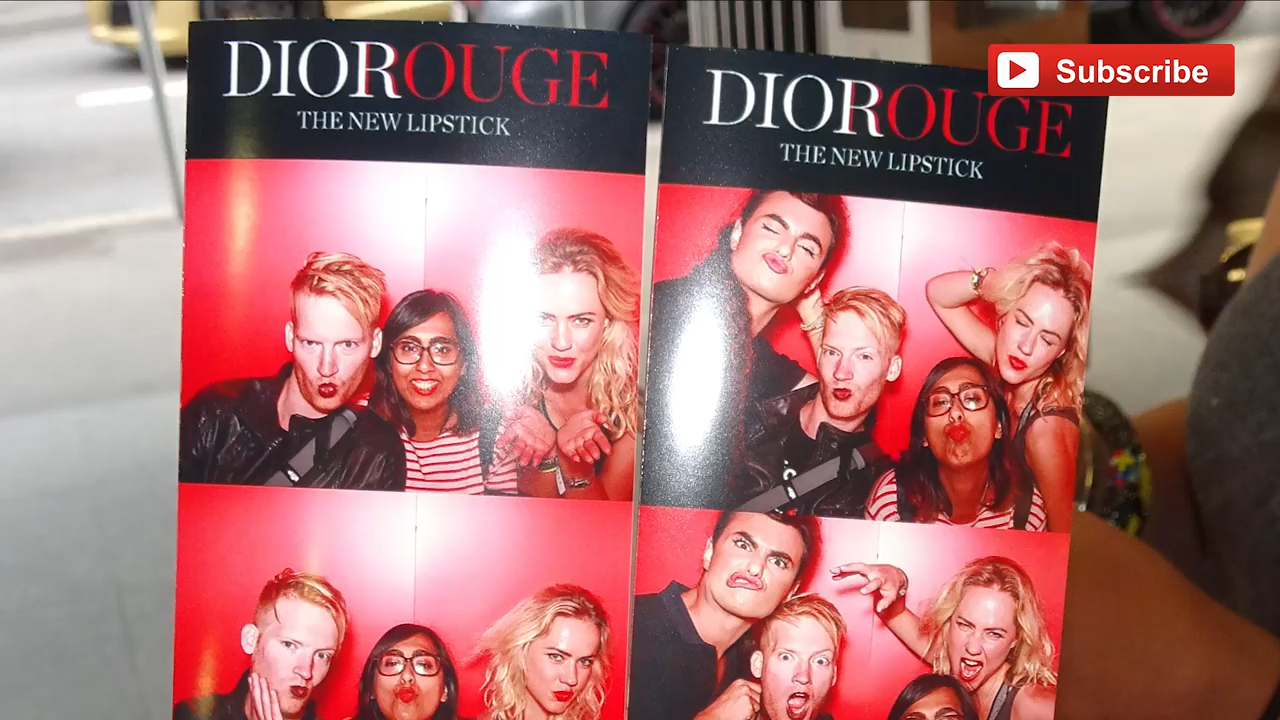 DIOROUGE
THE NEW LIPSTICK
DIOROUGE
THE NEW LIPSTICK
Subscribe